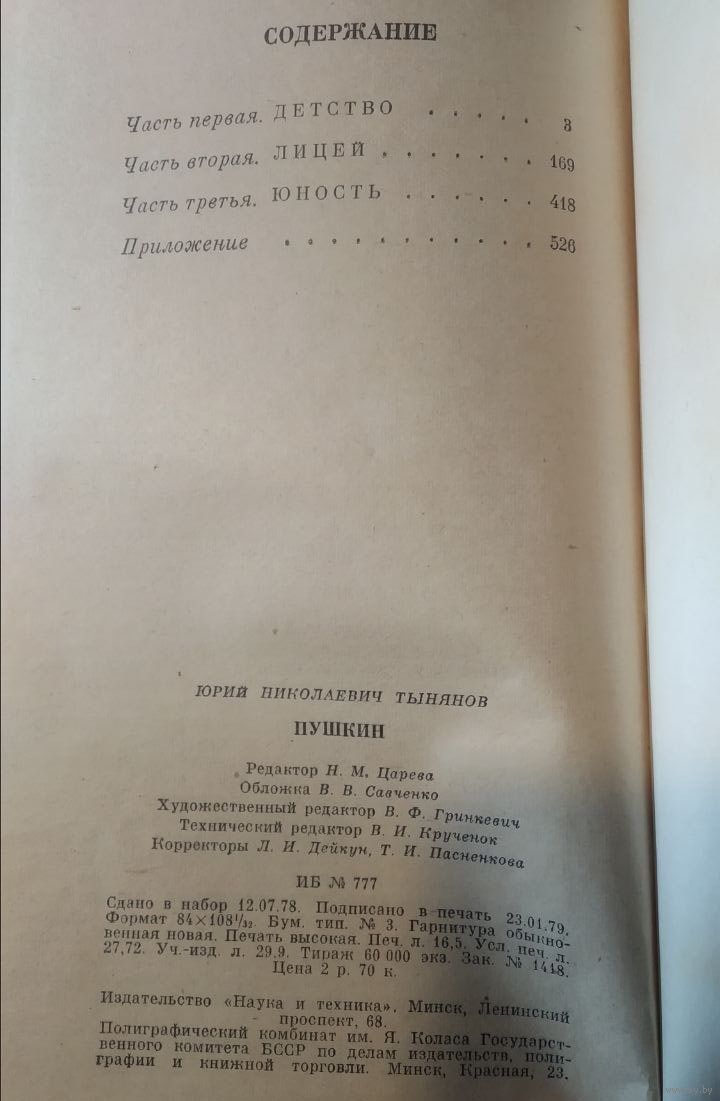 СОДЕРЖАНИЕ
Часть первая. ДЕТСТВО . . . . . 3
Часть вторая. ЛИЦЕЙ . . . . . . . 169
Часть третья. ЮНОСТЬ . . . . . . 418
Приложение . . . . . . . . . . . 526
ЮРИЙ НИКОЛАЕВИЧ ТЫНЯНОВ
ПУШКИН
Редактор Н. М. Царева
Обложка В. В. Савченко
Художественный редактор В. Ф. Гринкевич
Технический редактор В. И. Крученок
Корректоры Л. И. Дейкун, Т. И. Пасненкова
ИБ № 777
Сдано в набор 12.07.78. Подписано в печать 23.01.79.
Формат 84×108 1/32. Бум. тип. № 3. Гарнитура обыкно-
венная новая. Печать высокая. Печ. л. 16,5. Усл. печ. л.
27,72. Уч.-изд. л. 29,9. Тираж 60 000 экз. Зак. № 1418.
Цена 2 р. 70 к.
Издательство «Наука и техника». Минск, Ленинский
проспект, 68.
Полиграфический комбинат им. Я. Коласа Государст-
венного комитета БССР по делам издательств, поли-
графии и книжной торговли. Минск, Красная, 23.